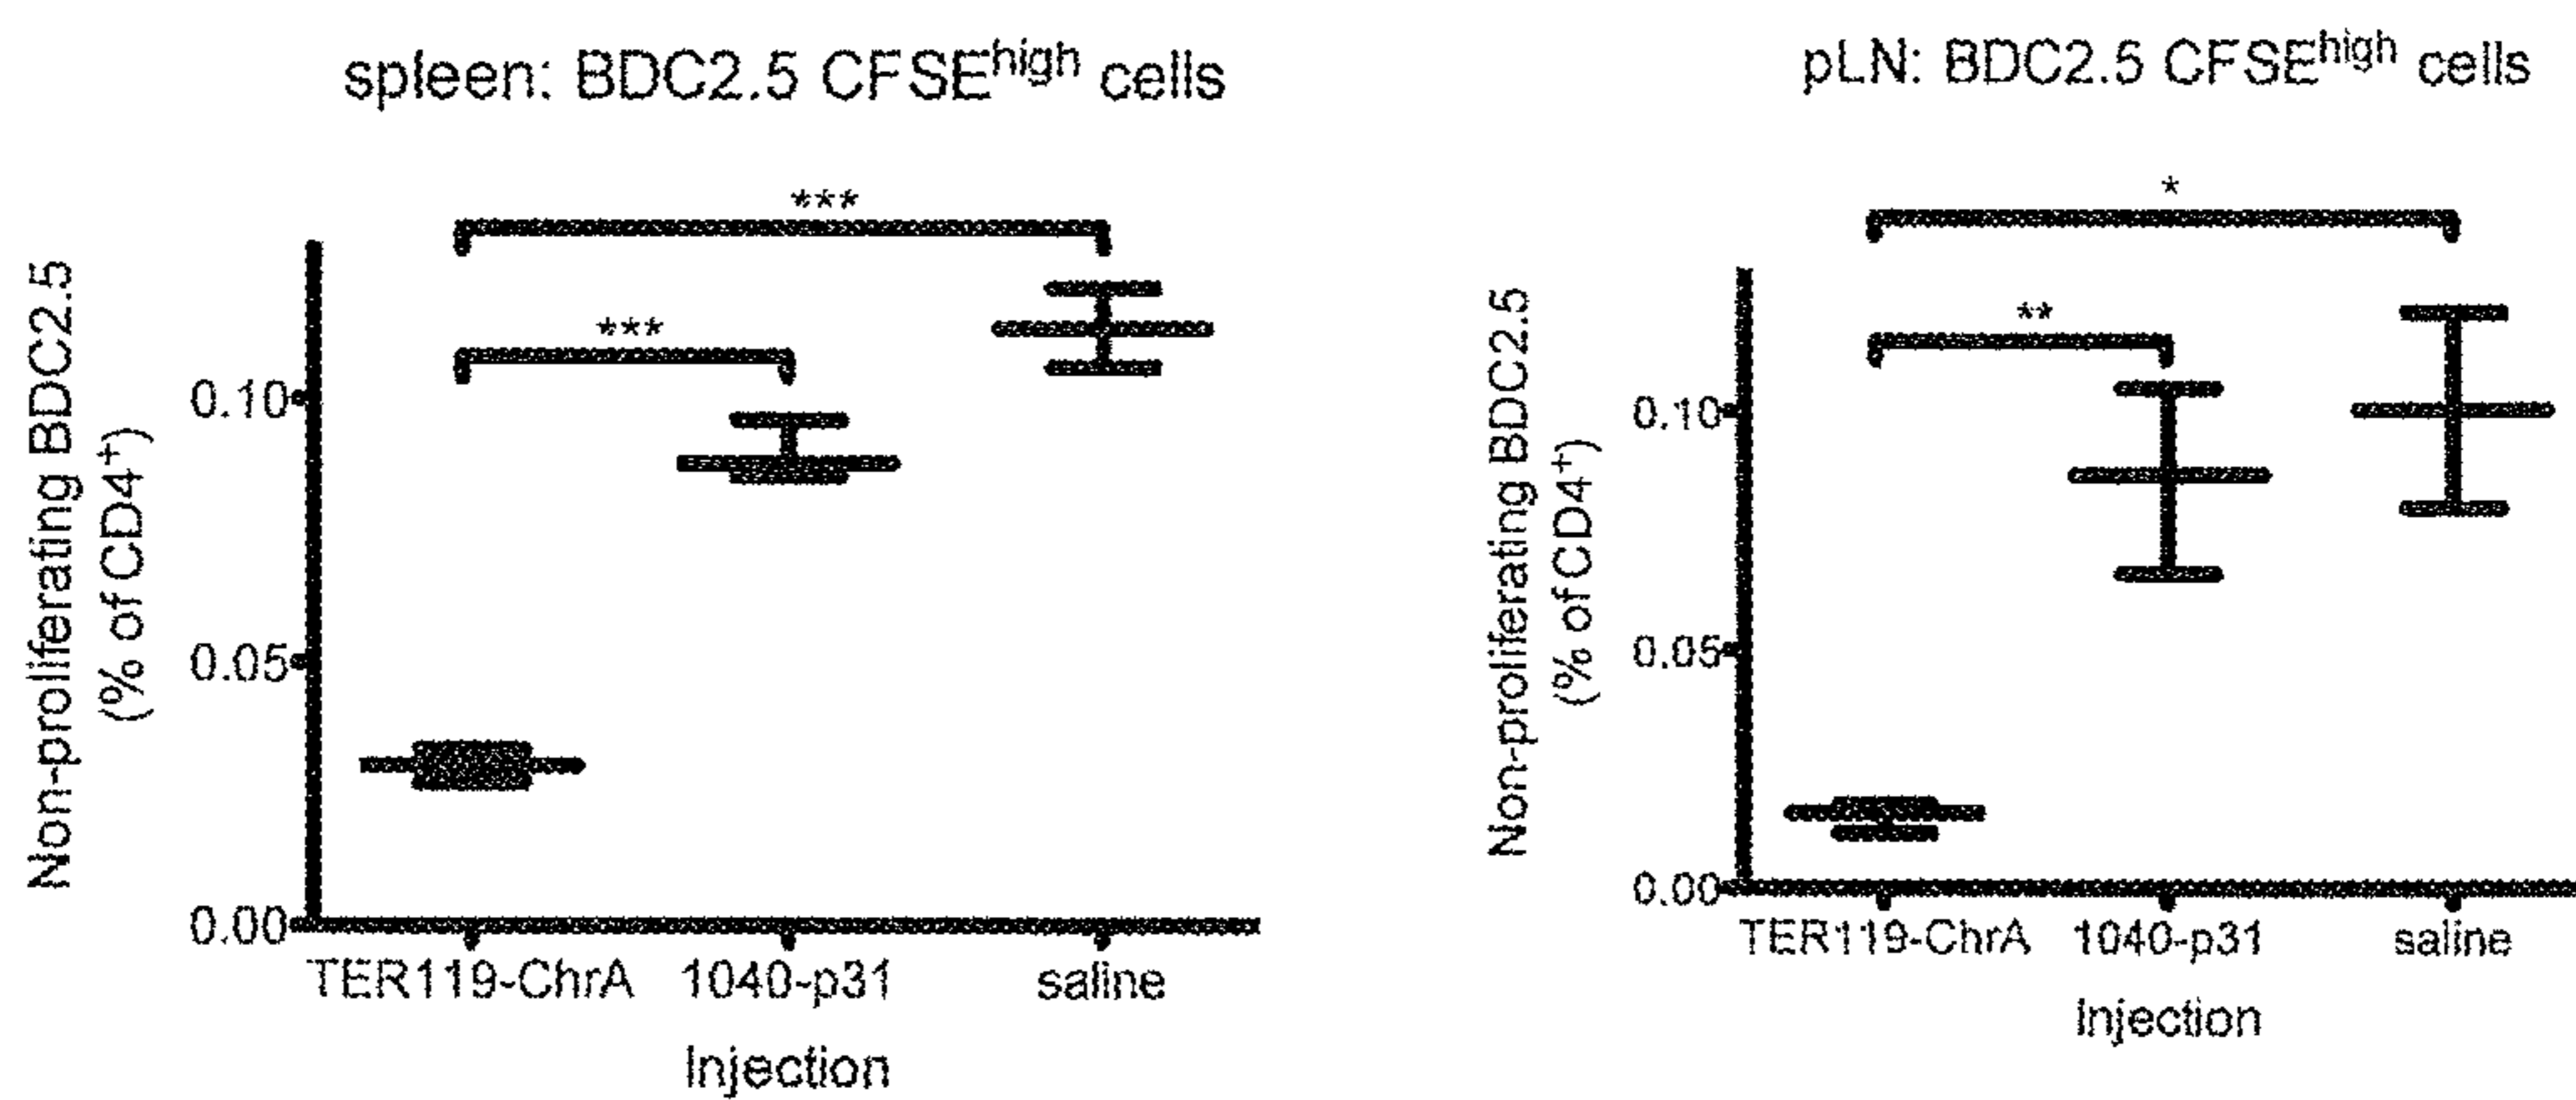 spleen: BDC2.5 CFSEhigh cells
***
***
Non-proliferating BDC2.5
(% of CD4+)
0.10
0.05
0.00
TER119-ChrA 1040-p31 saline
Injection
pLN: BDC2.5 CFSEhigh cells
*
**
Non-proliferating BDC2.5
(% of CD4+)
0.10
0.05
0.00
TER119-ChrA 1040-p31 saline
Injection